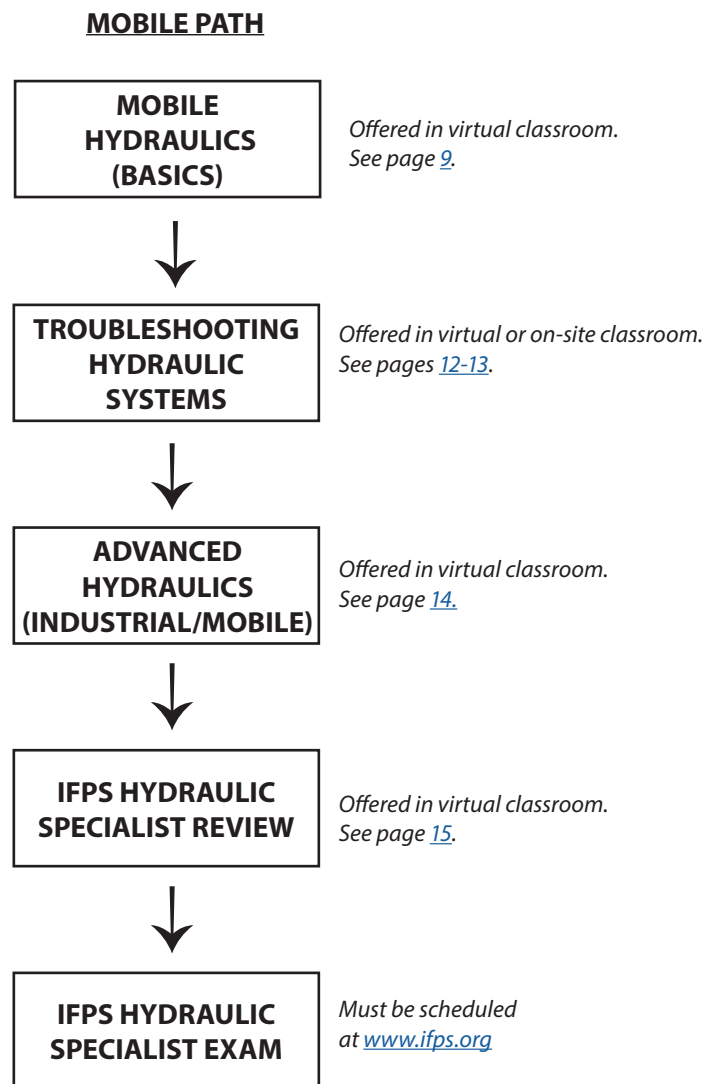 MOBILE PATH
MOBILE
HYDRAULICS
(BASICS)
Offered in virtual classroom.
See page 9.
TROUBLESHOOTING
HYDRAULIC
SYSTEMS
Offered in virtual or on-site classroom.
See pages 12-13.
ADVANCED
HYDRAULICS
(INDUSTRIAL/MOBILE)
Offered in virtual classroom.
See page 14.
IFPS HYDRAULIC
SPECIALIST REVIEW
Offered in virtual classroom.
See page 15.
IFPS HYDRAULIC
SPECIALIST EXAM
Must be scheduled
at www.ifps.org